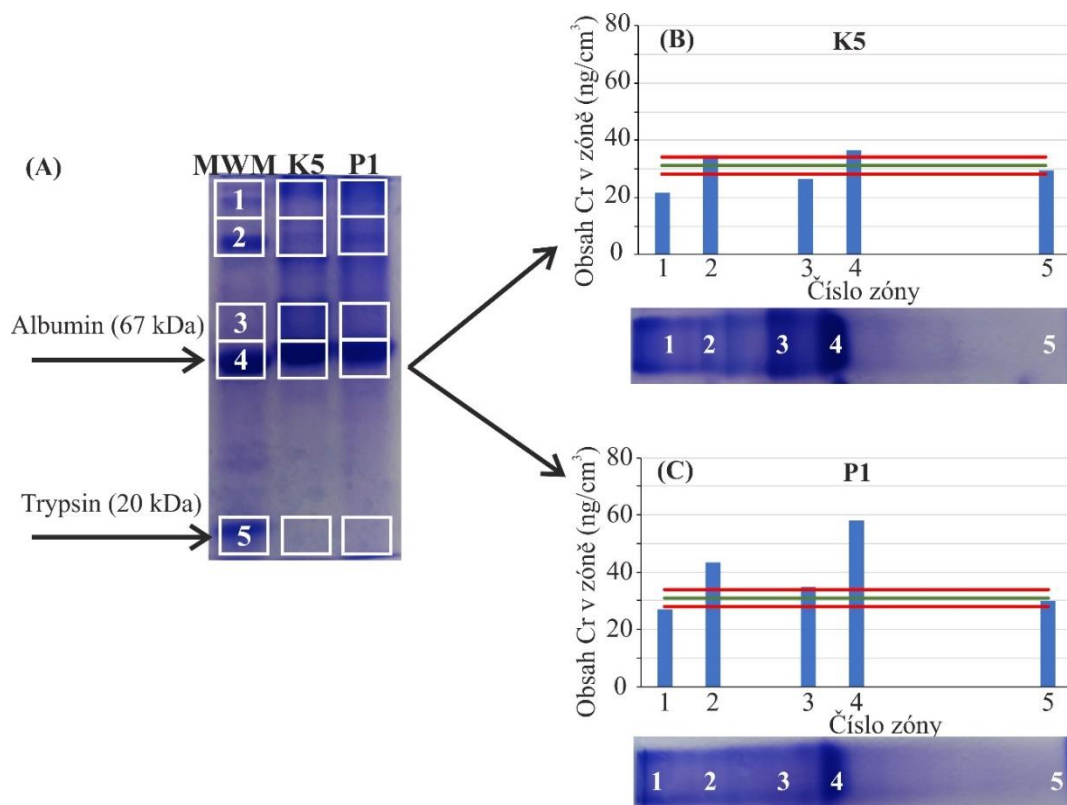 (A)
MWM K5 P1
1
2
3
4
5
Albumin (67 kDa)
Trypsin (20 kDa)
(B)
K5
Obsah Cr v zóně (ng/cm³)
80
60
40
20
0
1 2 3 4 5
Číslo zóny
1 2 3 4 5
(C)
P1
Obsah Cr v zóně (ng/cm³)
80
60
40
20
0
1 2 3 4 5
Číslo zóny
1 2 3 4 5